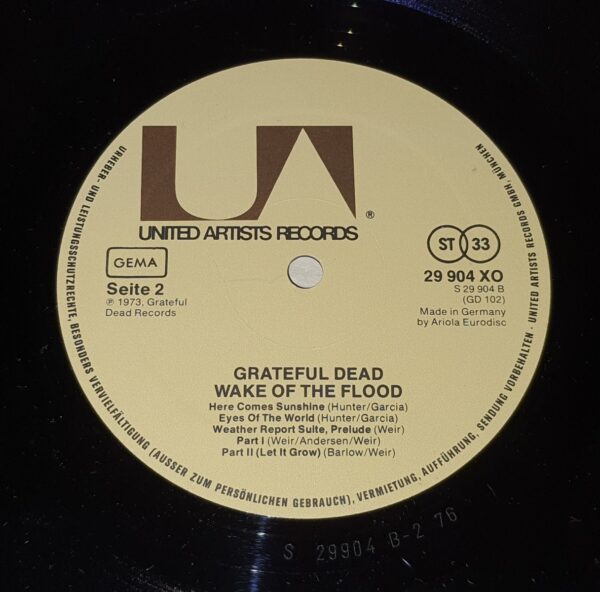 UNITED ARTISTS RECORDS
®
GEMA
Seite 2
℗ 1973, Grateful
Dead Records
ST 33
29 904 XO
S 29 904 B
(GD 102)
Made in Germany
by Ariola Eurodisc
GRATEFUL DEAD
WAKE OF THE FLOOD
Here Comes Sunshine (Hunter/Garcia)
Eyes Of The World (Hunter/Garcia)
Weather Report Suite, Prelude (Weir)
Part I (Weir/Andersen/Weir)
Part II (Let It Grow) (Barlow/Weir)
URHEBER- UND LEISTUNGSSCHUTZRECHTE, BESONDERS VERVIELFÄLTIGUNG (AUSSER ZUM PERSÖNLICHEN GEBRAUCH), VERMIETUNG, AUFFÜHRUNG, SENDUNG VORBEHALTEN · UNITED ARTISTS RECORDS GMBH, MÜNCHEN
S 29904 B-2 76